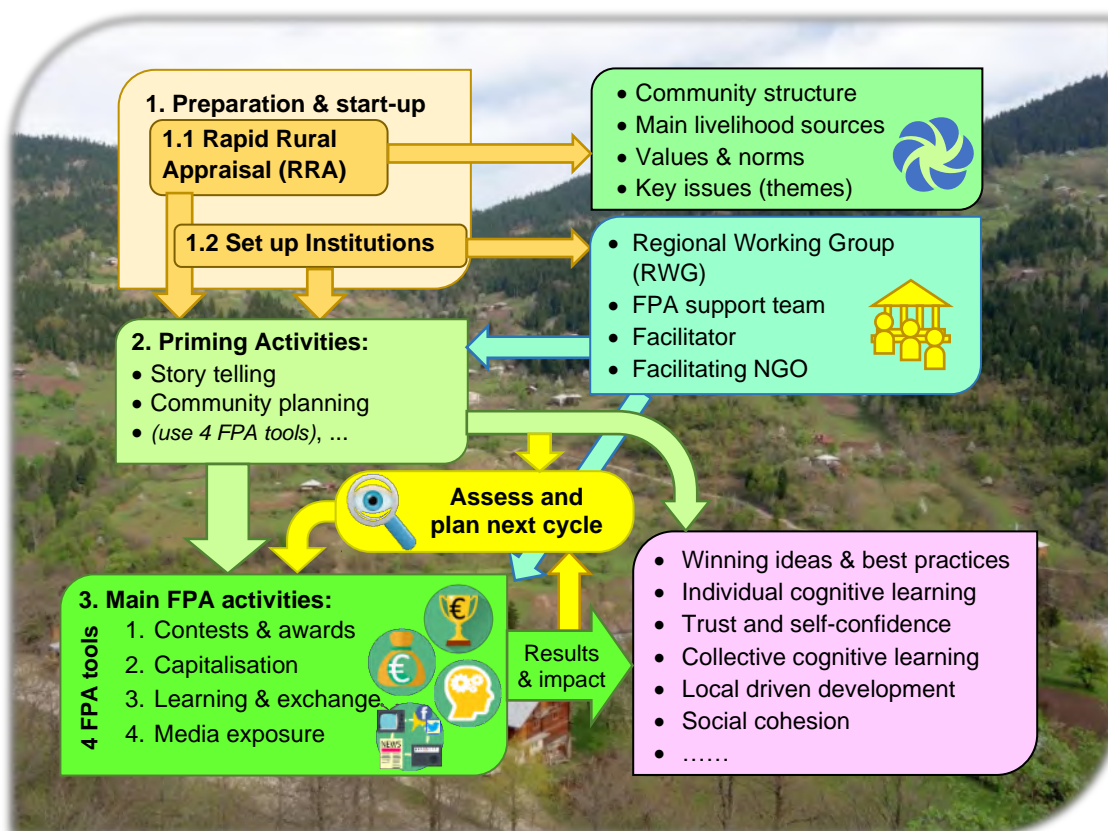 1. Preparation & start-up
1.1 Rapid Rural
Appraisal (RRA)
1.2 Set up Institutions
• Community structure
• Main livelihood sources
• Values & norms
• Key issues (themes)
• Regional Working Group
(RWG)
• FPA support team
• Facilitator
• Facilitating NGO
2. Priming Activities:
• Story telling
• Community planning
• (use 4 FPA tools), ...
Assess and
plan next cycle
4 FPA tools
3. Main FPA activities:
1. Contests & awards
2. Capitalisation
3. Learning & exchange
4. Media exposure
€
€
NEWS
Results
& impact
• Winning ideas & best practices
• Individual cognitive learning
• Trust and self-confidence
• Collective cognitive learning
• Local driven development
• Social cohesion
• ……